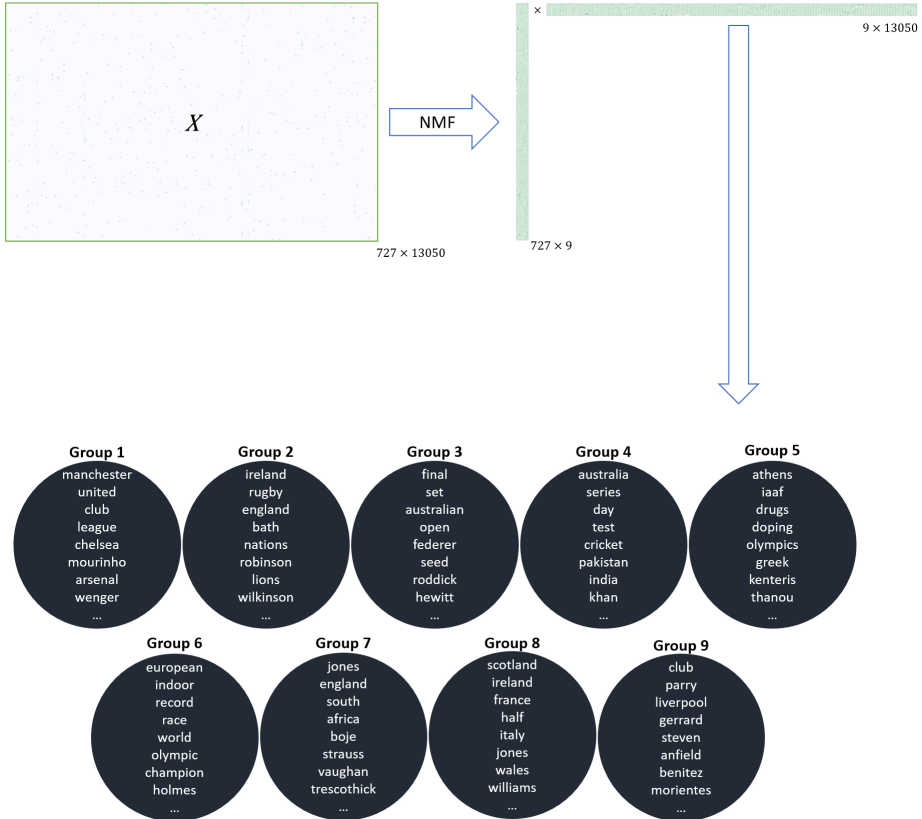 ×
9 × 13050
X
NMF
727 × 13050
727 × 9
Group 1
manchester
united
club
league
chelsea
mourinho
arsenal
wenger
...
Group 2
ireland
rugby
england
bath
nations
robinson
lions
wilkinson
...
Group 3
final
set
australian
open
federer
seed
roddick
hewitt
...
Group 4
australia
series
day
test
cricket
pakistan
india
khan
...
Group 5
athens
iaaf
drugs
doping
olympics
greek
kenteris
thanou
...
Group 6
european
indoor
record
race
world
olympic
champion
holmes
...
Group 7
jones
england
south
africa
boje
strauss
vaughan
trescothick
...
Group 8
scotland
ireland
france
half
italy
jones
wales
williams
...
Group 9
club
parry
liverpool
gerrard
steven
anfield
benitez
morientes
...